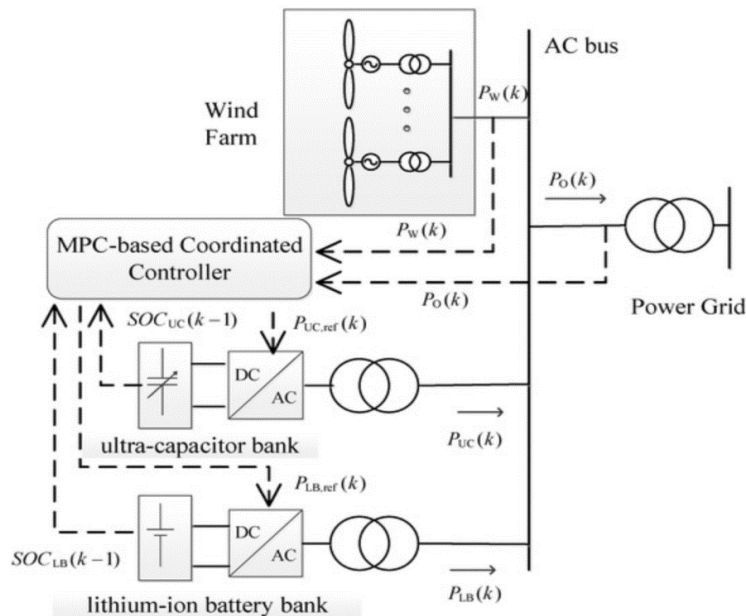 AC bus
P_W(k)
Wind
Farm
P_O(k)
P_W(k)
MPC-based Coordinated
Controller
P_O(k)
Power Grid
SOC_UC(k−1)
P_UC,ref(k)
DC
AC
P_UC(k)
ultra-capacitor bank
P_LB,ref(k)
DC
AC
SOC_LB(k−1)
P_LB(k)
lithium-ion battery bank